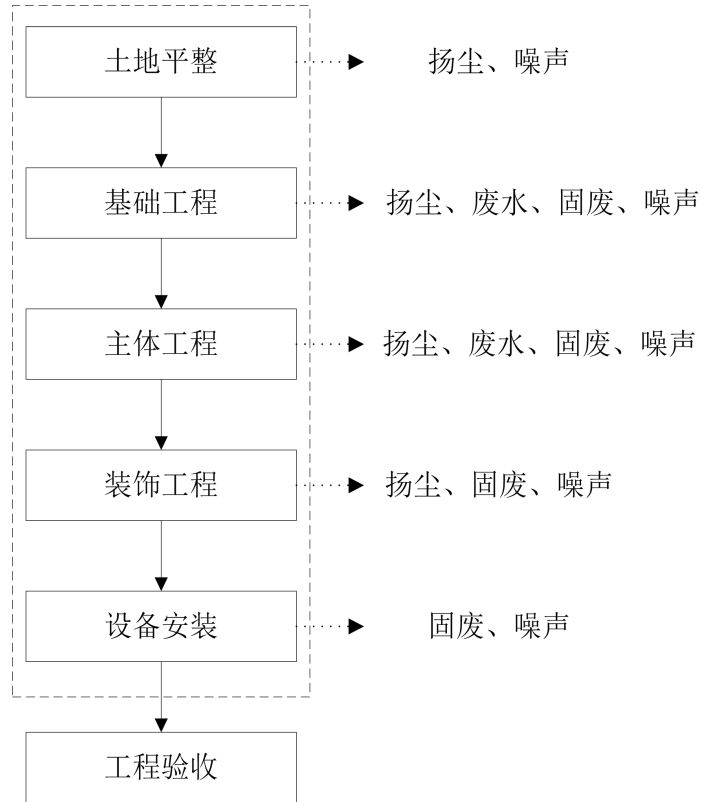 土地平整 扬尘、噪声
基础工程 扬尘、废水、固废、噪声
主体工程 扬尘、废水、固废、噪声
装饰工程 扬尘、固废、噪声
设备安装 固废、噪声
工程验收